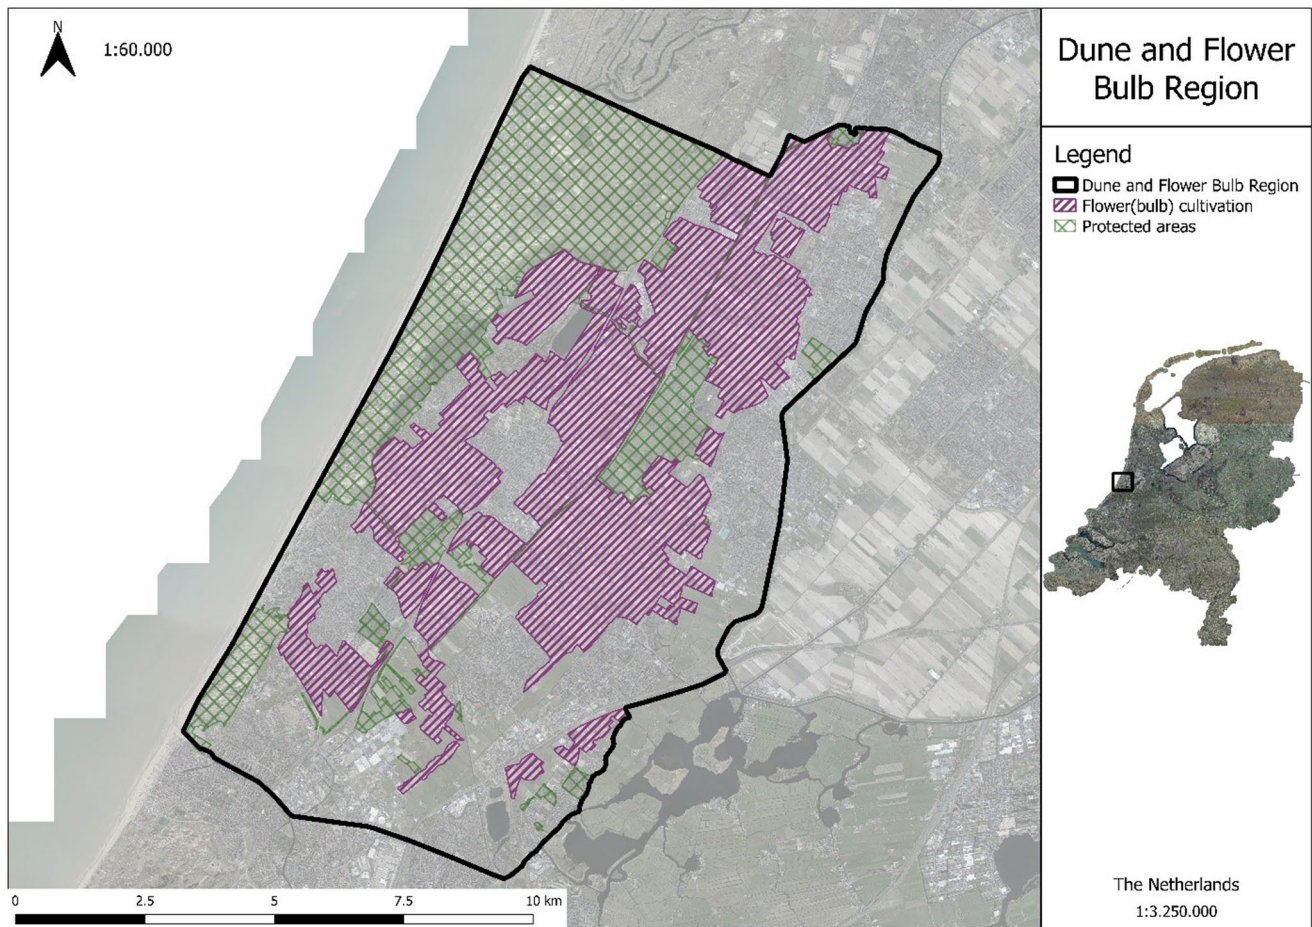 N
1:60.000
Dune and Flower
Bulb Region
Legend
Dune and Flower Bulb Region
Flower(bulb) cultivation
Protected areas
0 2.5 5 7.5 10 km
The Netherlands
1:3.250.000